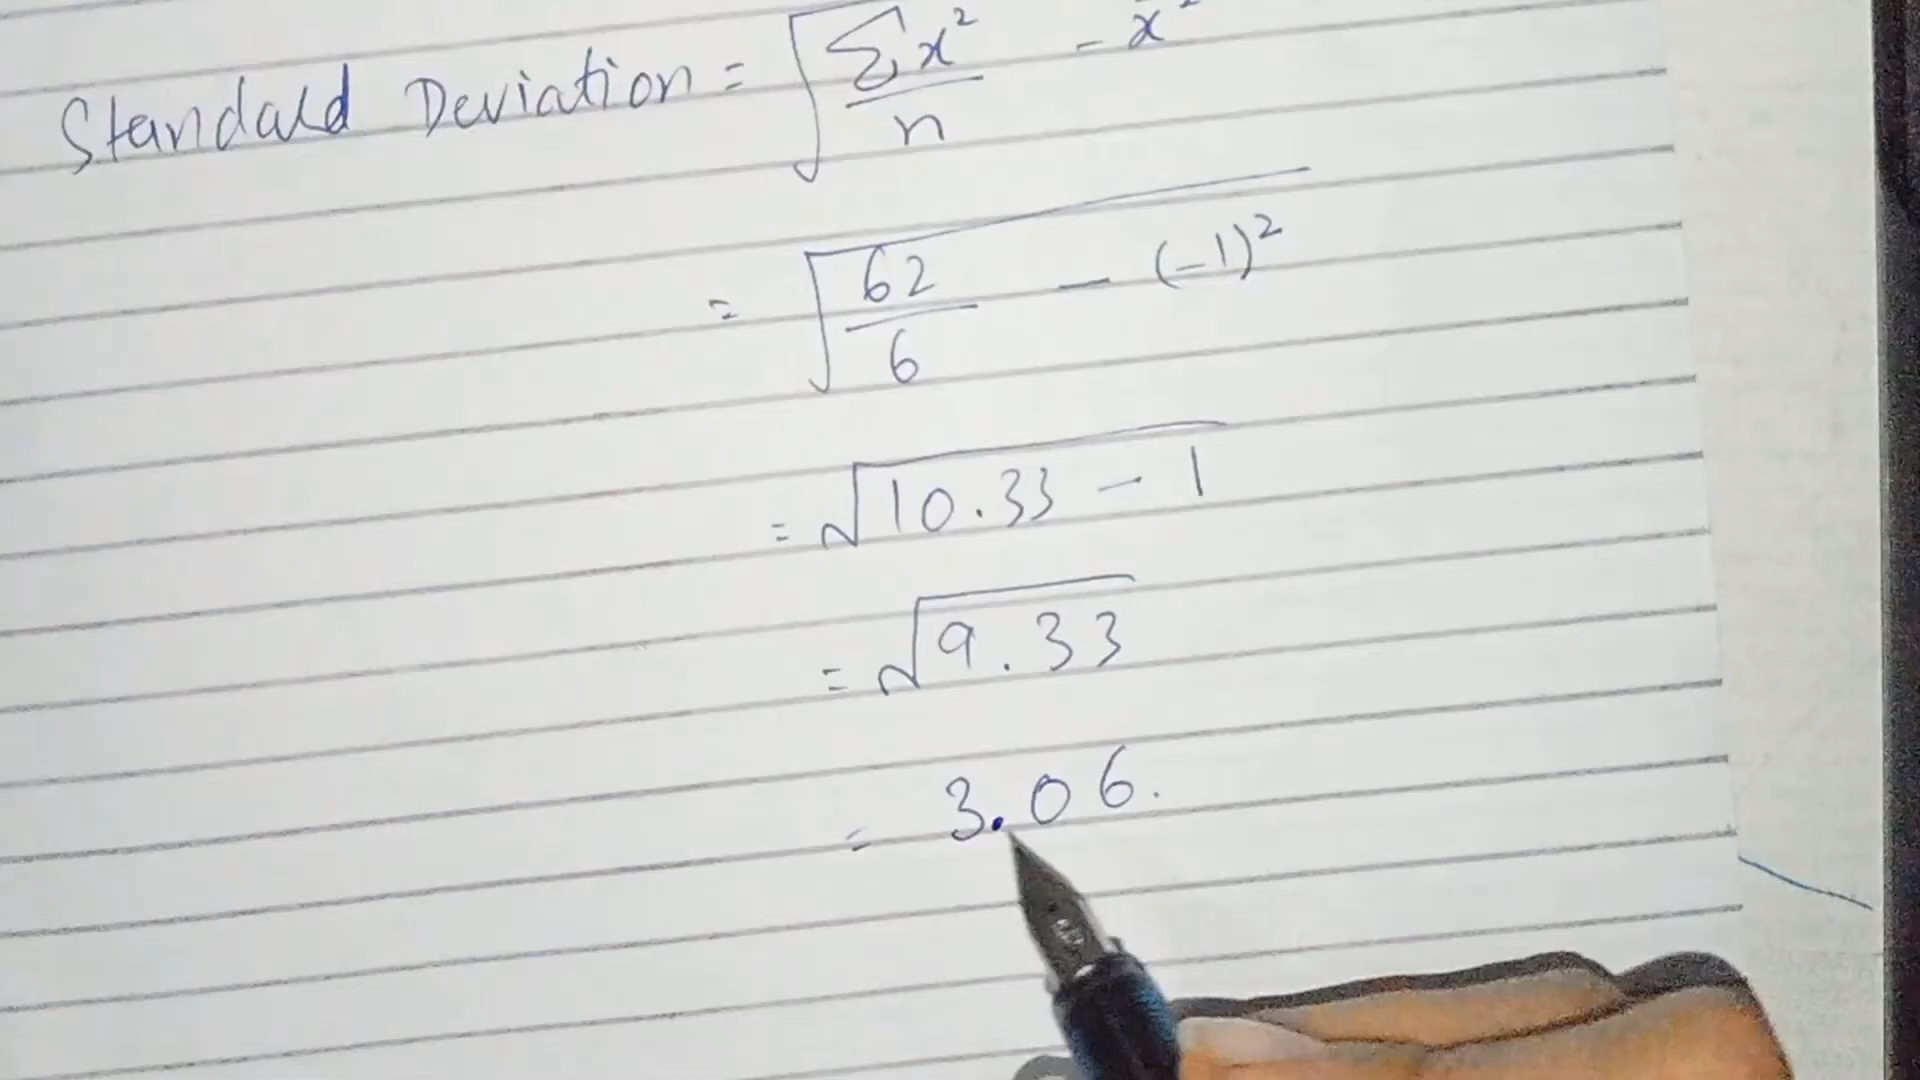 Standard Deviation = √(Σx²/n - x̄²
= √(62/6 - (-1)²)
= √(10.33 - 1)
= √9.33
= 3.06.